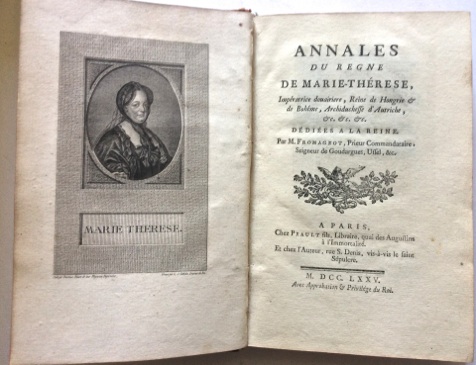 MARIE THERESE.
ANNALES
DU REGNE
DE MARIE-THÉRESE,
Impératrice douairiere, Reine de Hongrie &
de Bohême, Archiduchesse d'Autriche,
&c. &c. &c.
DÉDIÉES A LA REINE.
Par M. FROMAGEOT, Prieur Commendataire,
Seigneur de Goudargues, Ussel, &c.
A PARIS,
Chez PRAULT fils, Libraire, quai des Augustins
à l'Immortalité.
Et chez l'Auteur, rue S. Denis, vis-à-vis le saint
Sépulcre.
M. DCC. LXXV.
Avec Approbation & Privilége du Roi.